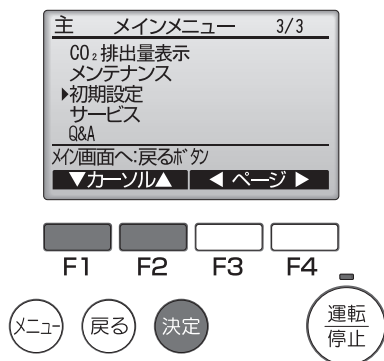 主 メインメニュー 3/3
CO₂排出量表示
メンテナンス
▶初期設定
サービス
Q&A
メイン画面へ:戻るボタン
▼カーソル▲ ◀ ページ ▶
F1 F2 F3 F4
メニュー 戻る 決定 運転
停止